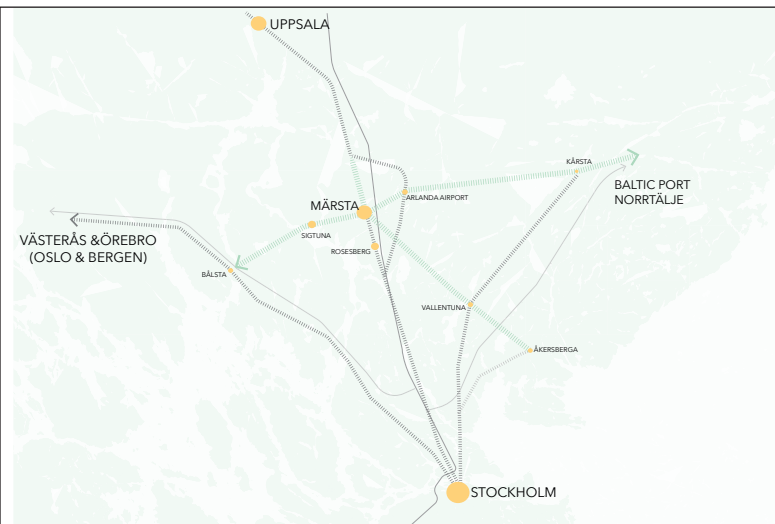 UPPSALA
KÅRSTA
BALTIC PORT
NORRTÄLJE
ARLANDA AIRPORT
MÄRSTA
SIGTUNA
ROSESBERG
VÄSTERÅS &ÖREBRO
(OSLO & BERGEN)
BÅLSTA
VALLENTUNA
ÅKERSBERGA
STOCKHOLM